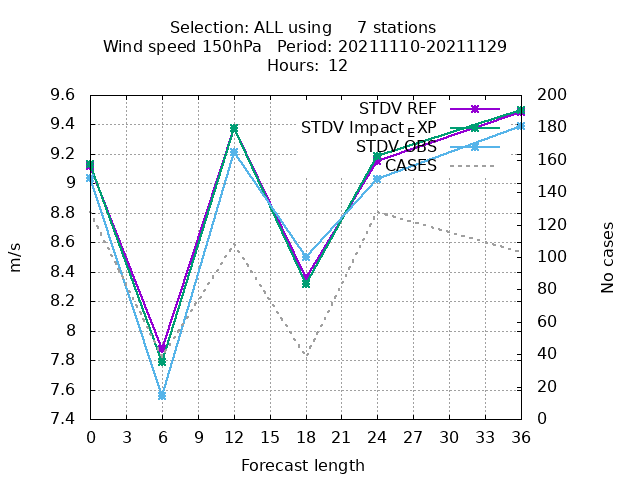 Selection: ALL using     7 stations
Wind speed 150hPa   Period: 20211110-20211129
Hours:  12
STDV REF
STDV Impact_EXP
STDV OBS
CASES
m/s
9.6
9.4
9.2
9
8.8
8.6
8.4
8.2
8
7.8
7.6
7.4
200
180
160
140
120
100
80
60
40
20
0
No cases
0 3 6 9 12 15 18 21 24 27 30 33 36
Forecast length